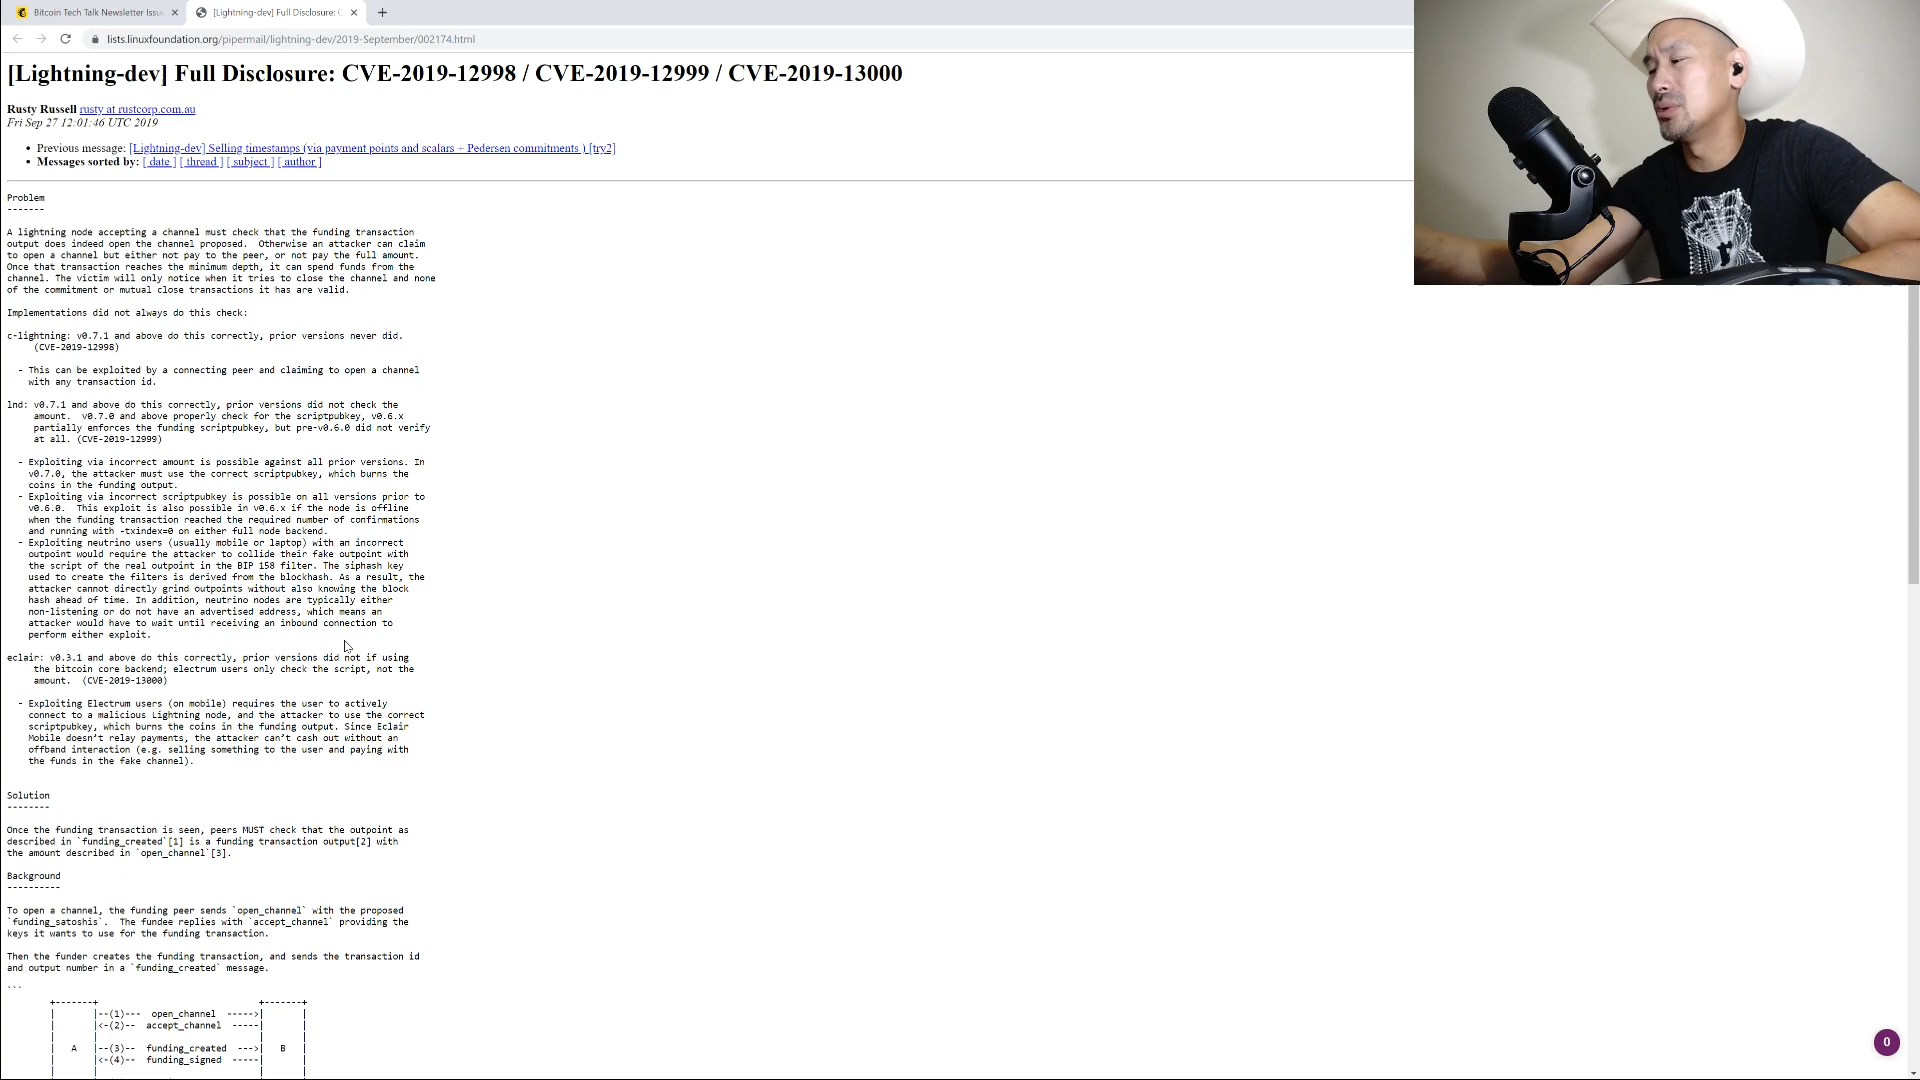 Bitcoin Tech Talk Newsletter Issu
[Lightning-dev] Full Disclosure: C
lists.linuxfoundation.org/pipermail/lightning-dev/2019-September/002174.html
[Lightning-dev] Full Disclosure: CVE-2019-12998 / CVE-2019-12999 / CVE-2019-13000
Rusty Russell rusty at rustcorp.com.au
Fri Sep 27 12:01:46 UTC 2019
• Previous message: [Lightning-dev] Selling timestamps (via payment points and scalars + Pedersen commitments ) [try2]
• Messages sorted by: [ date ] [ thread ] [ subject ] [ author ]
Problem
-------
A lightning node accepting a channel must check that the funding transaction
output does indeed open the channel proposed.  Otherwise an attacker can claim
to open a channel but either not pay to the peer, or not pay the full amount.
Once that transaction reaches the minimum depth, it can spend funds from the
channel. The victim will only notice when it tries to close the channel and none
of the commitment or mutual close transactions it has are valid.
Implementations did not always do this check:
c-lightning: v0.7.1 and above do this correctly, prior versions never did.
(CVE-2019-12998)
- This can be exploited by a connecting peer and claiming to open a channel
with any transaction id.
lnd: v0.7.1 and above do this correctly, prior versions did not check the
amount.  v0.7.0 and above properly check for the scriptpubkey, v0.6.x
partially enforces the funding scriptpubkey, but pre-v0.6.0 did not verify
at all. (CVE-2019-12999)
- Exploiting via incorrect amount is possible against all prior versions. In
v0.7.0, the attacker must use the correct scriptpubkey, which burns the
coins in the funding output.
- Exploiting via incorrect scriptpubkey is possible on all versions prior to
v0.6.0.  This exploit is also possible in v0.6.x if the node is offline
when the funding transaction reached the required number of confirmations
and running with -txindex=0 on either full node backend.
- Exploiting neutrino users (usually mobile or laptop) with an incorrect
outpoint would require the attacker to collide their fake outpoint with
the script of the real outpoint in the BIP 158 filter. The siphash key
used to create the filters is derived from the blockhash. As a result, the
attacker cannot directly grind outpoints without also knowing the block
hash ahead of time. In addition, neutrino nodes are typically either
non-listening or do not have an advertised address, which means an
attacker would have to wait until receiving an inbound connection to
perform either exploit.
eclair: v0.3.1 and above do this correctly, prior versions did not if using
the bitcoin core backend; electrum users only check the script, not the
amount.  (CVE-2019-13000)
- Exploiting Electrum users (on mobile) requires the user to actively
connect to a malicious Lightning node, and the attacker to use the correct
scriptpubkey, which burns the coins in the funding output. Since Eclair
Mobile doesn't relay payments, the attacker can't cash out without an
offband interaction (e.g. selling something to the user and paying with
the funds in the fake channel).
Solution
--------
Once the funding transaction is seen, peers MUST check that the outpoint as
described in `funding_created`[1] is a funding transaction output[2] with
the amount described in `open_channel`[3].
Background
----------
To open a channel, the funding peer sends `open_channel` with the proposed
`funding_satoshis`.  The fundee replies with `accept_channel` providing the
keys it wants to use for the funding transaction.
Then the funder creates the funding transaction, and sends the transaction id
and output number in a `funding_created` message.
```
+-------+                               +-------+
|       |--(1)---  open_channel  ----->|       |
|       |<-(2)--  accept_channel  -----|       |
|       |                              |       |
|   A   |--(3)--  funding_created  --->|   B   |
|       |<-(4)--  funding_signed  -----|       |
0